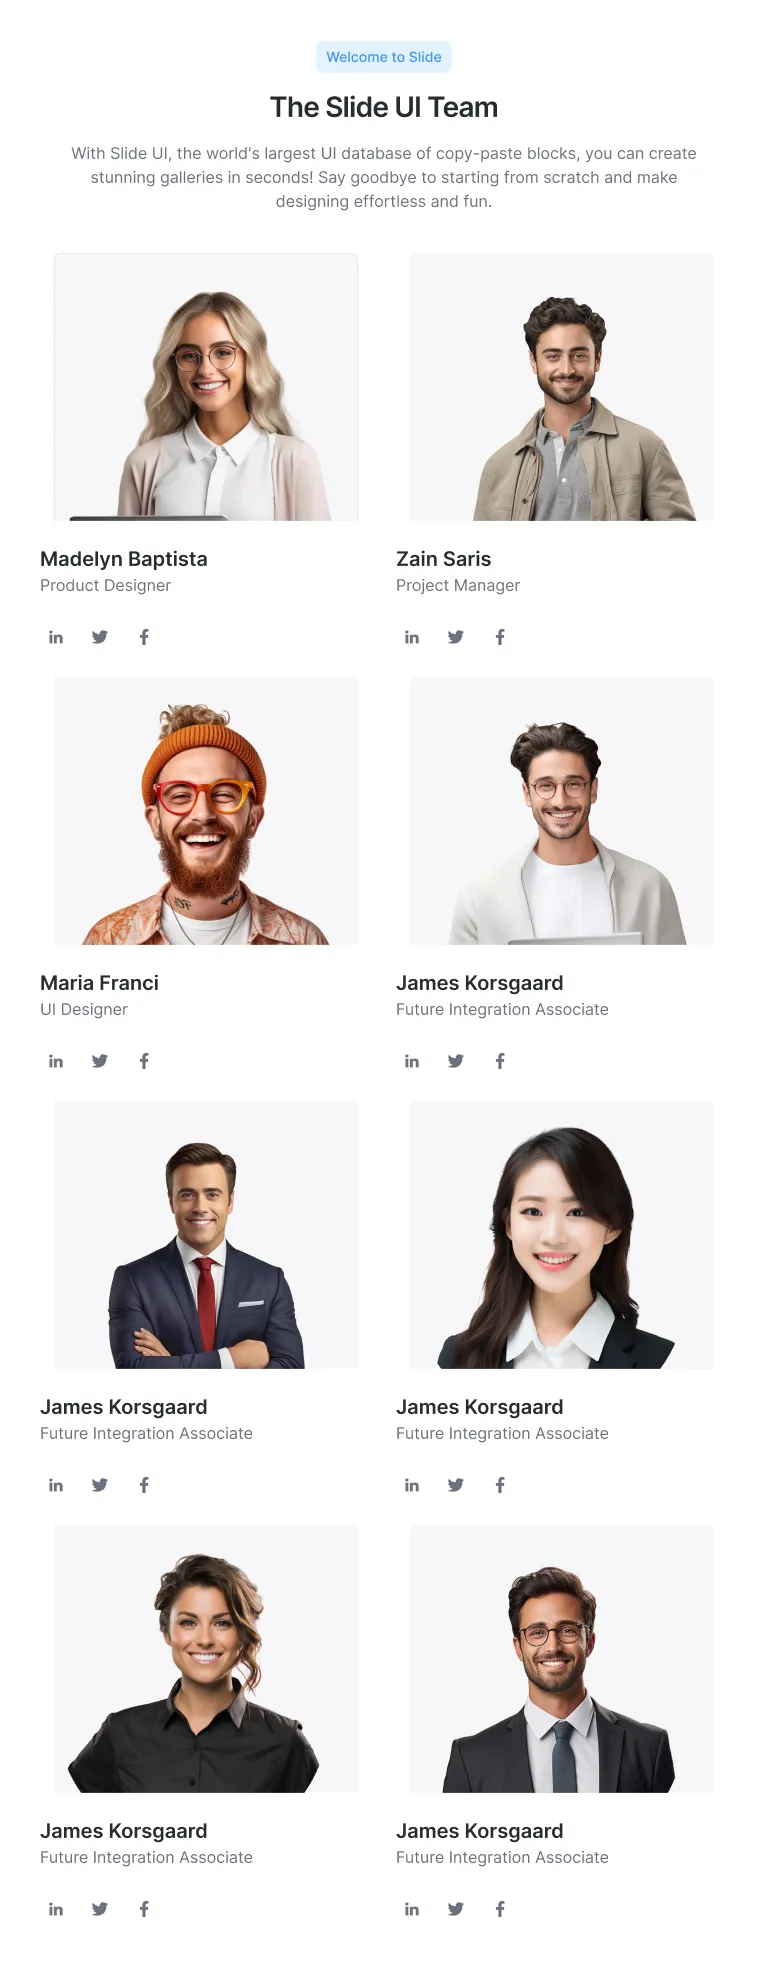 Welcome to Slide
The Slide UI Team
With Slide UI, the world's largest UI database of copy-paste blocks, you can create
stunning galleries in seconds! Say goodbye to starting from scratch and make
designing effortless and fun.
Madelyn Baptista
Product Designer
in
Zain Saris
Project Manager
in
Maria Franci
UI Designer
in
James Korsgaard
Future Integration Associate
in
James Korsgaard
Future Integration Associate
in
James Korsgaard
Future Integration Associate
in
James Korsgaard
Future Integration Associate
in
James Korsgaard
Future Integration Associate
in